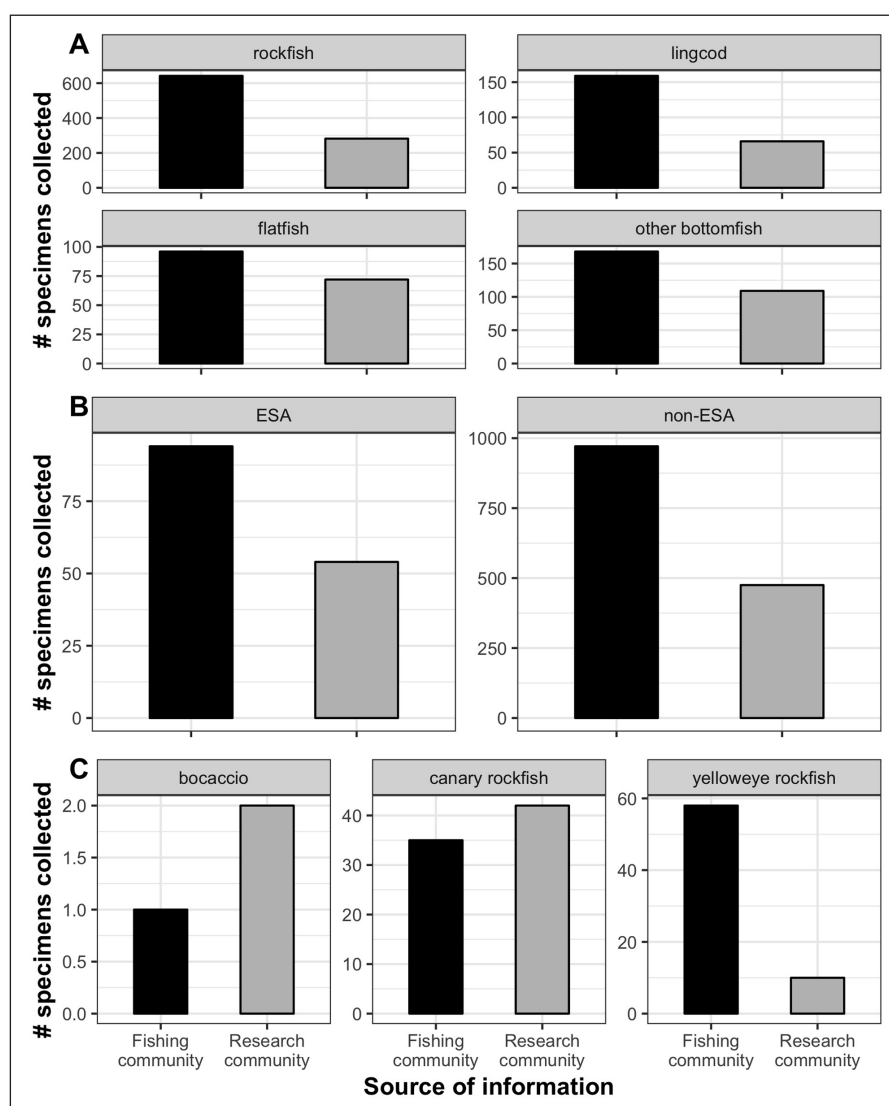 A
rockfish
lingcod
600
400
200
0
150
100
50
0
flatfish
other bottomfish
100
75
50
25
0
150
100
50
0
# specimens collected
B
ESA
non-ESA
75
50
25
0
1000
750
500
250
0
# specimens collected
C
bocaccio
canary rockfish
yelloweye rockfish
2.0
1.5
1.0
0.5
0.0
40
30
20
10
0
60
40
20
0
# specimens collected
Fishing
community
Research
community
Fishing
community
Research
community
Fishing
community
Research
community
Source of information